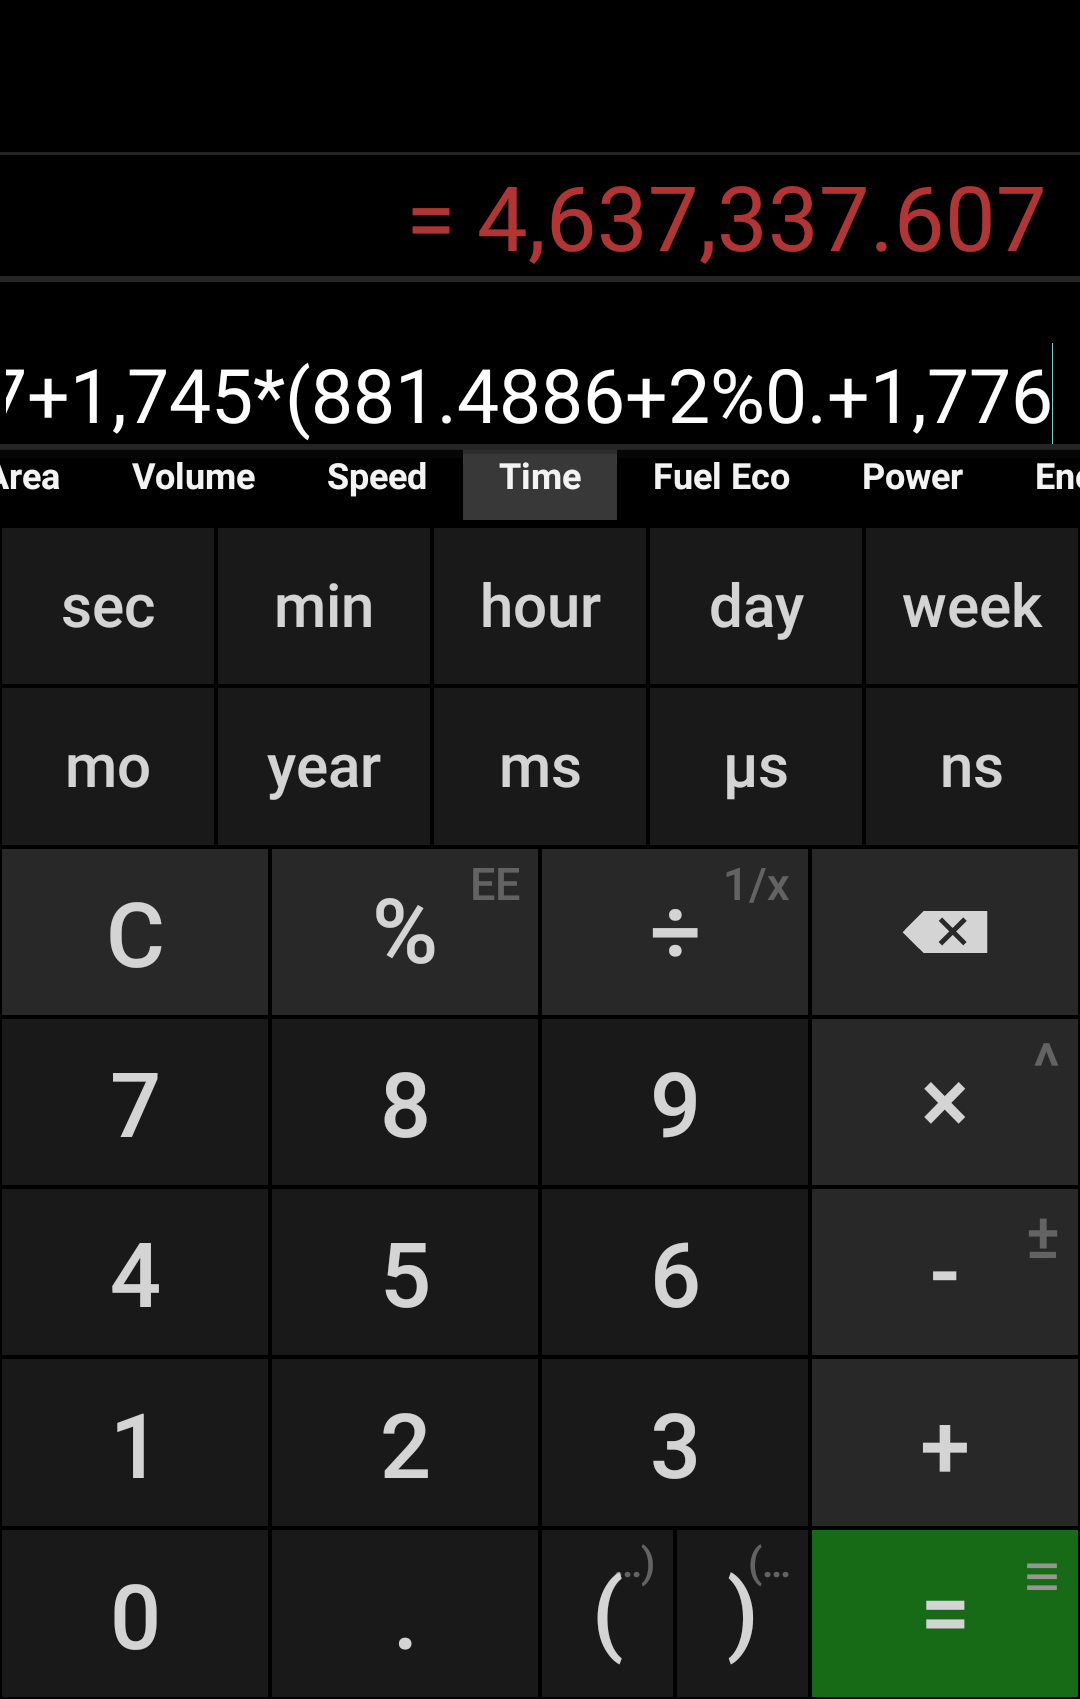 = 4,637,337.607
7+1,745*(881.4886+2%0.+1,776
Area Volume Speed Time Fuel Eco Power Ene
sec min hour day week
mo year ms µs ns
C % EE ÷ 1/x
7 8 9 × ^
4 5 6 - ±
1 2 3 +
0 . ( ..) ) (... =